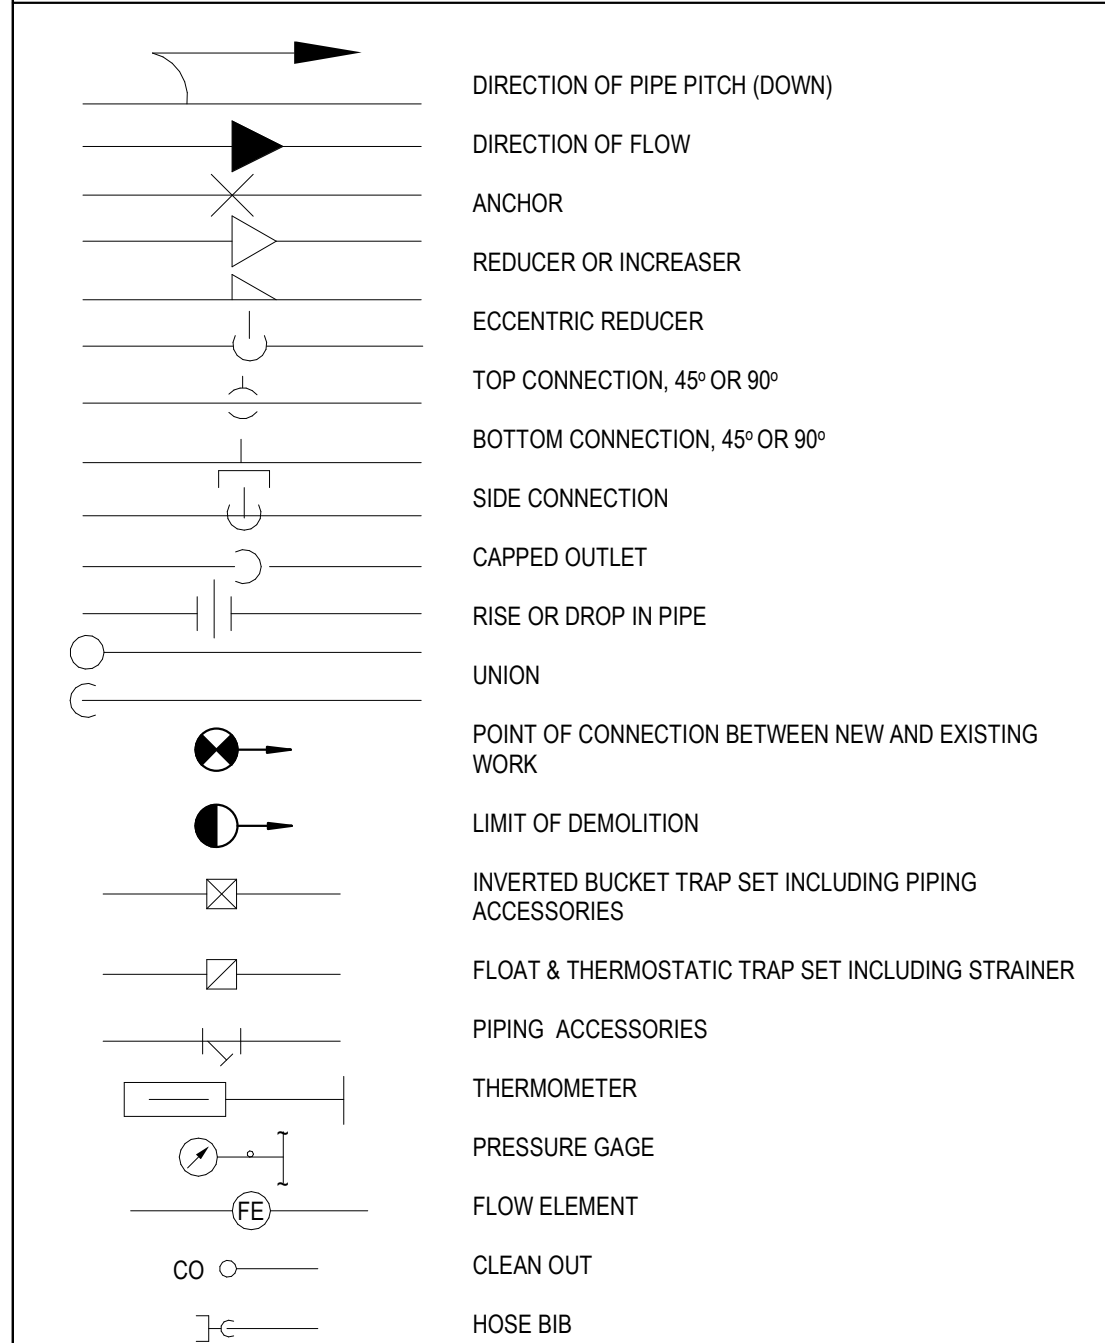 DIRECTION OF PIPE PITCH (DOWN)
DIRECTION OF FLOW
ANCHOR
REDUCER OR INCREASER
ECCENTRIC REDUCER
TOP CONNECTION, 45º OR 90º
BOTTOM CONNECTION, 45º OR 90º
SIDE CONNECTION
CAPPED OUTLET
RISE OR DROP IN PIPE
UNION
POINT OF CONNECTION BETWEEN NEW AND EXISTING
WORK
LIMIT OF DEMOLITION
INVERTED BUCKET TRAP SET INCLUDING PIPING
ACCESSORIES
FLOAT & THERMOSTATIC TRAP SET INCLUDING STRAINER
PIPING ACCESSORIES
THERMOMETER
PRESSURE GAGE
FE FLOW ELEMENT
CO CLEAN OUT
HOSE BIB